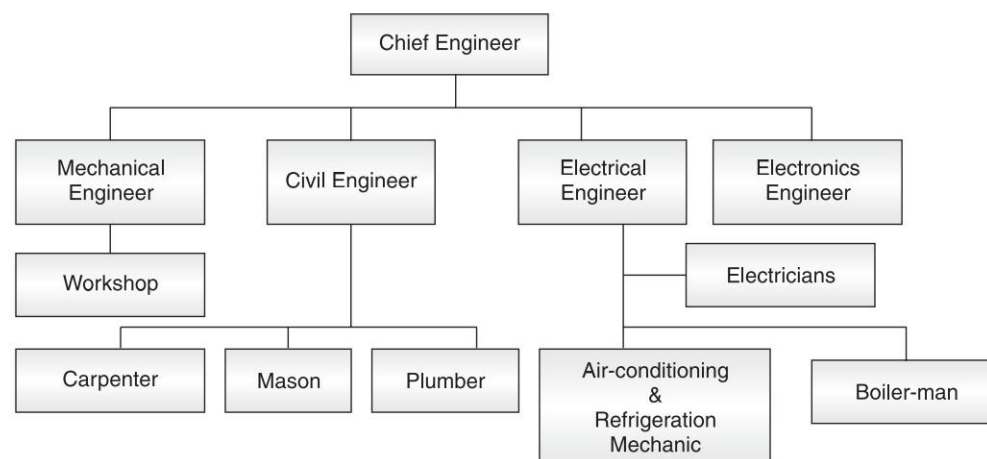 Chief Engineer
Mechanical
Engineer
Civil Engineer
Electrical
Engineer
Electronics
Engineer
Workshop
Electricians
Carpenter
Mason
Plumber
Air-conditioning
&
Refrigeration
Mechanic
Boiler-man